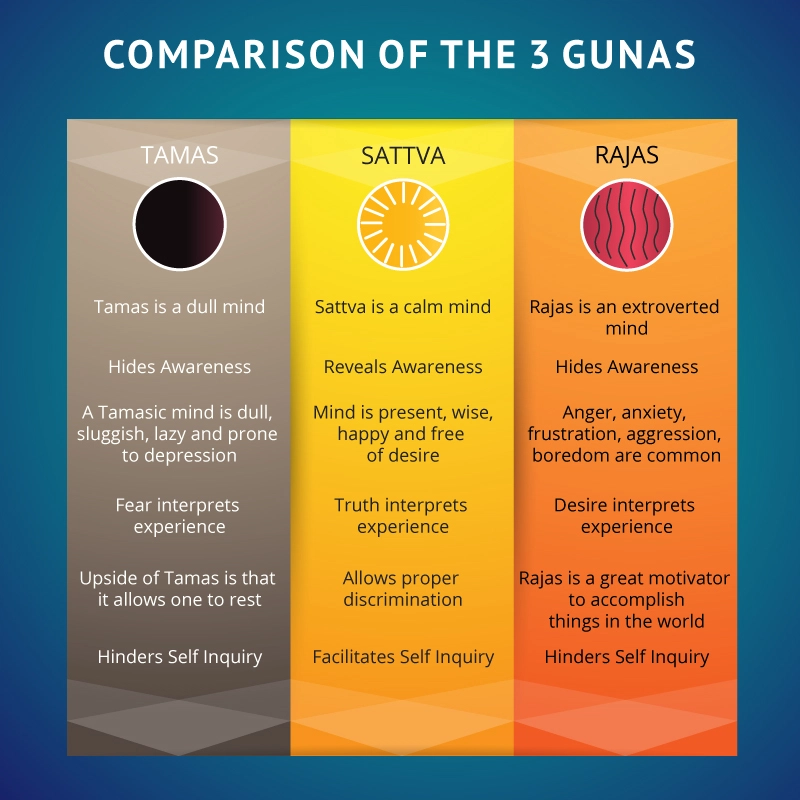 COMPARISON OF THE 3 GUNAS
TAMAS
Tamas is a dull mind
Hides Awareness
A Tamasic mind is dull,
sluggish, lazy and prone
to depression
Fear interprets
experience
Upside of Tamas is that
it allows one to rest
Hinders Self Inquiry
SATTVA
Sattva is a calm mind
Reveals Awareness
Mind is present, wise,
happy and free
of desire
Truth interprets
experience
Allows proper
discrimination
Facilitates Self Inquiry
RAJAS
Rajas is an extroverted
mind
Hides Awareness
Anger, anxiety,
frustration, aggression,
boredom are common
Desire interprets
experience
Rajas is a great motivator
to accomplish
things in the world
Hinders Self Inquiry